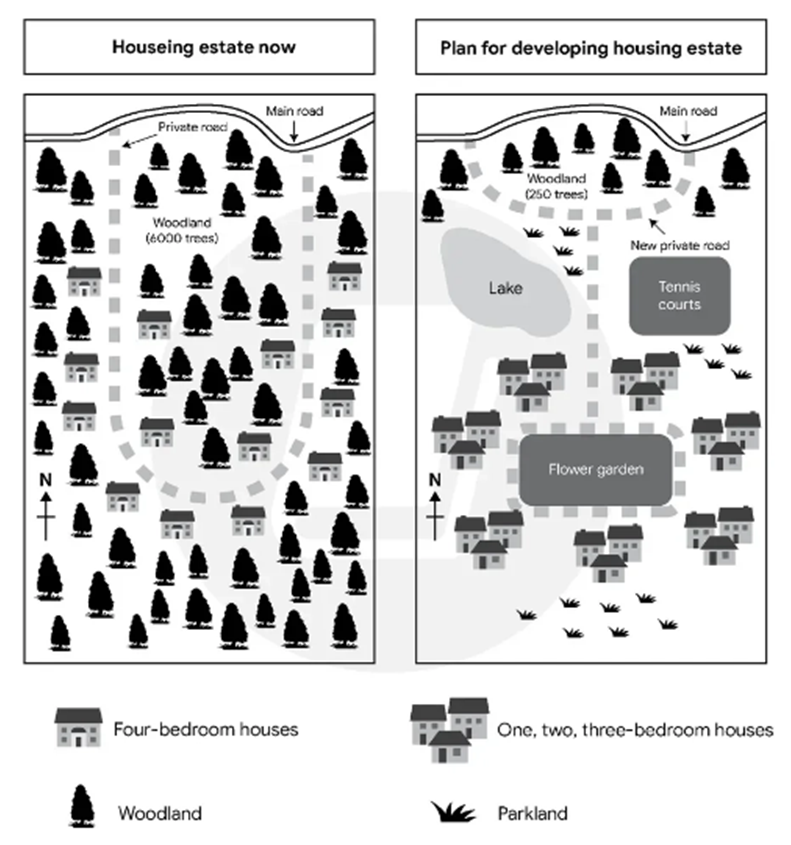 Houseing estate now
Plan for developing housing estate
Main road
Private road
Woodland
(6000 trees)
N
Main road
Woodland
(250 trees)
New private road
Lake
Tennis
courts
Flower garden
N
Four-bedroom houses
One, two, three-bedroom houses
Woodland
Parkland